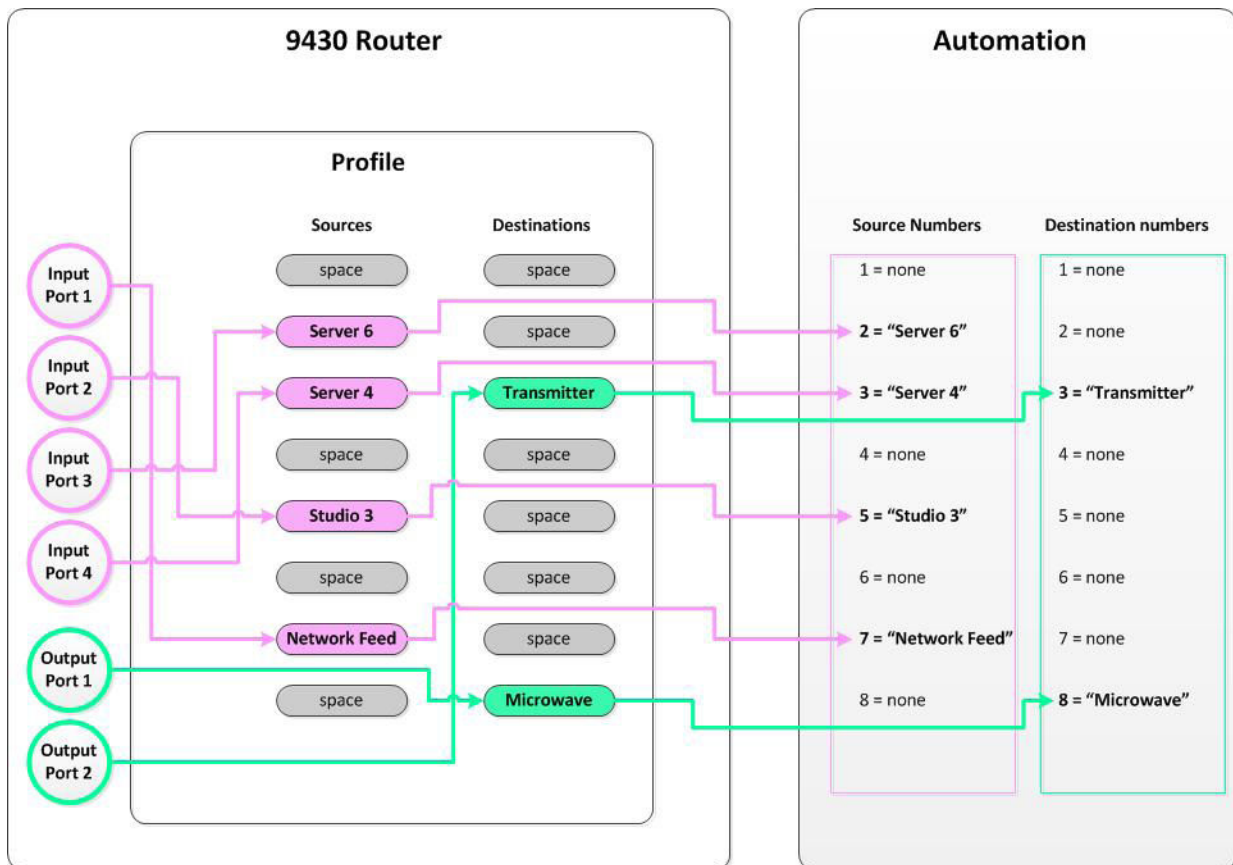 9430 Router
Automation
Profile
Sources
Destinations
Source Numbers
Destination numbers
Input
Port 1
Input
Port 2
Input
Port 3
Input
Port 4
Output
Port 1
Output
Port 2
space
Server 6
Server 4
space
Studio 3
space
Network Feed
space
space
space
Transmitter
space
space
space
space
Microwave
1 = none
2 = “Server 6”
3 = “Server 4”
4 = none
5 = “Studio 3”
6 = none
7 = “Network Feed”
8 = none
1 = none
2 = none
3 = “Transmitter”
4 = none
5 = none
6 = none
7 = none
8 = “Microwave”